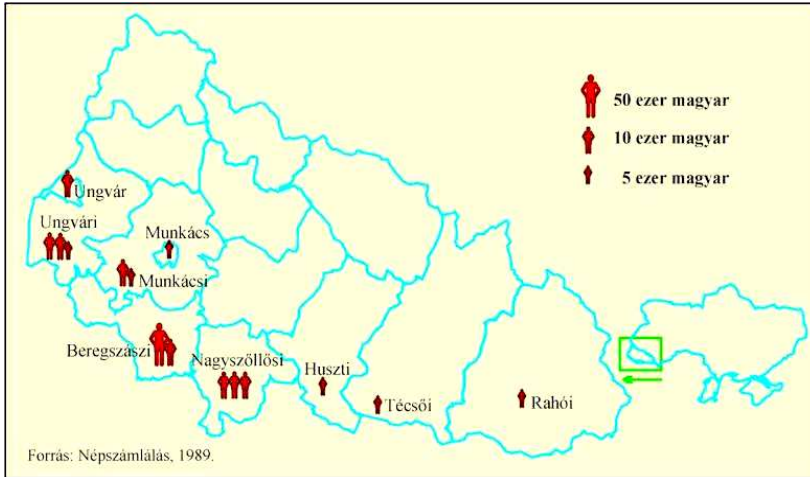 50 ezer magyar
10 ezer magyar
5 ezer magyar
Ungvár
Ungvári
Munkács
Munkácsi
Beregszászi
Nagyszőllősi
Huszti
Técsői
Rahói
Forrás: Népszámlálás, 1989.